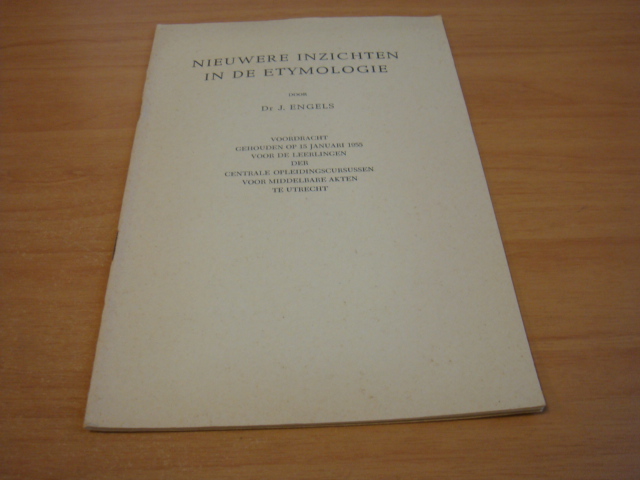 NIEUWERE INZICHTEN
IN DE ETYMOLOGIE
DOOR
Dr J. ENGELS
VOORDRACHT
GEHOUDEN OP 15 JANUARI 1955
VOOR DE LEERLINGEN
DER
CENTRALE OPLEIDINGSCURSUSSEN
VOOR MIDDELBARE AKTEN
TE UTRECHT